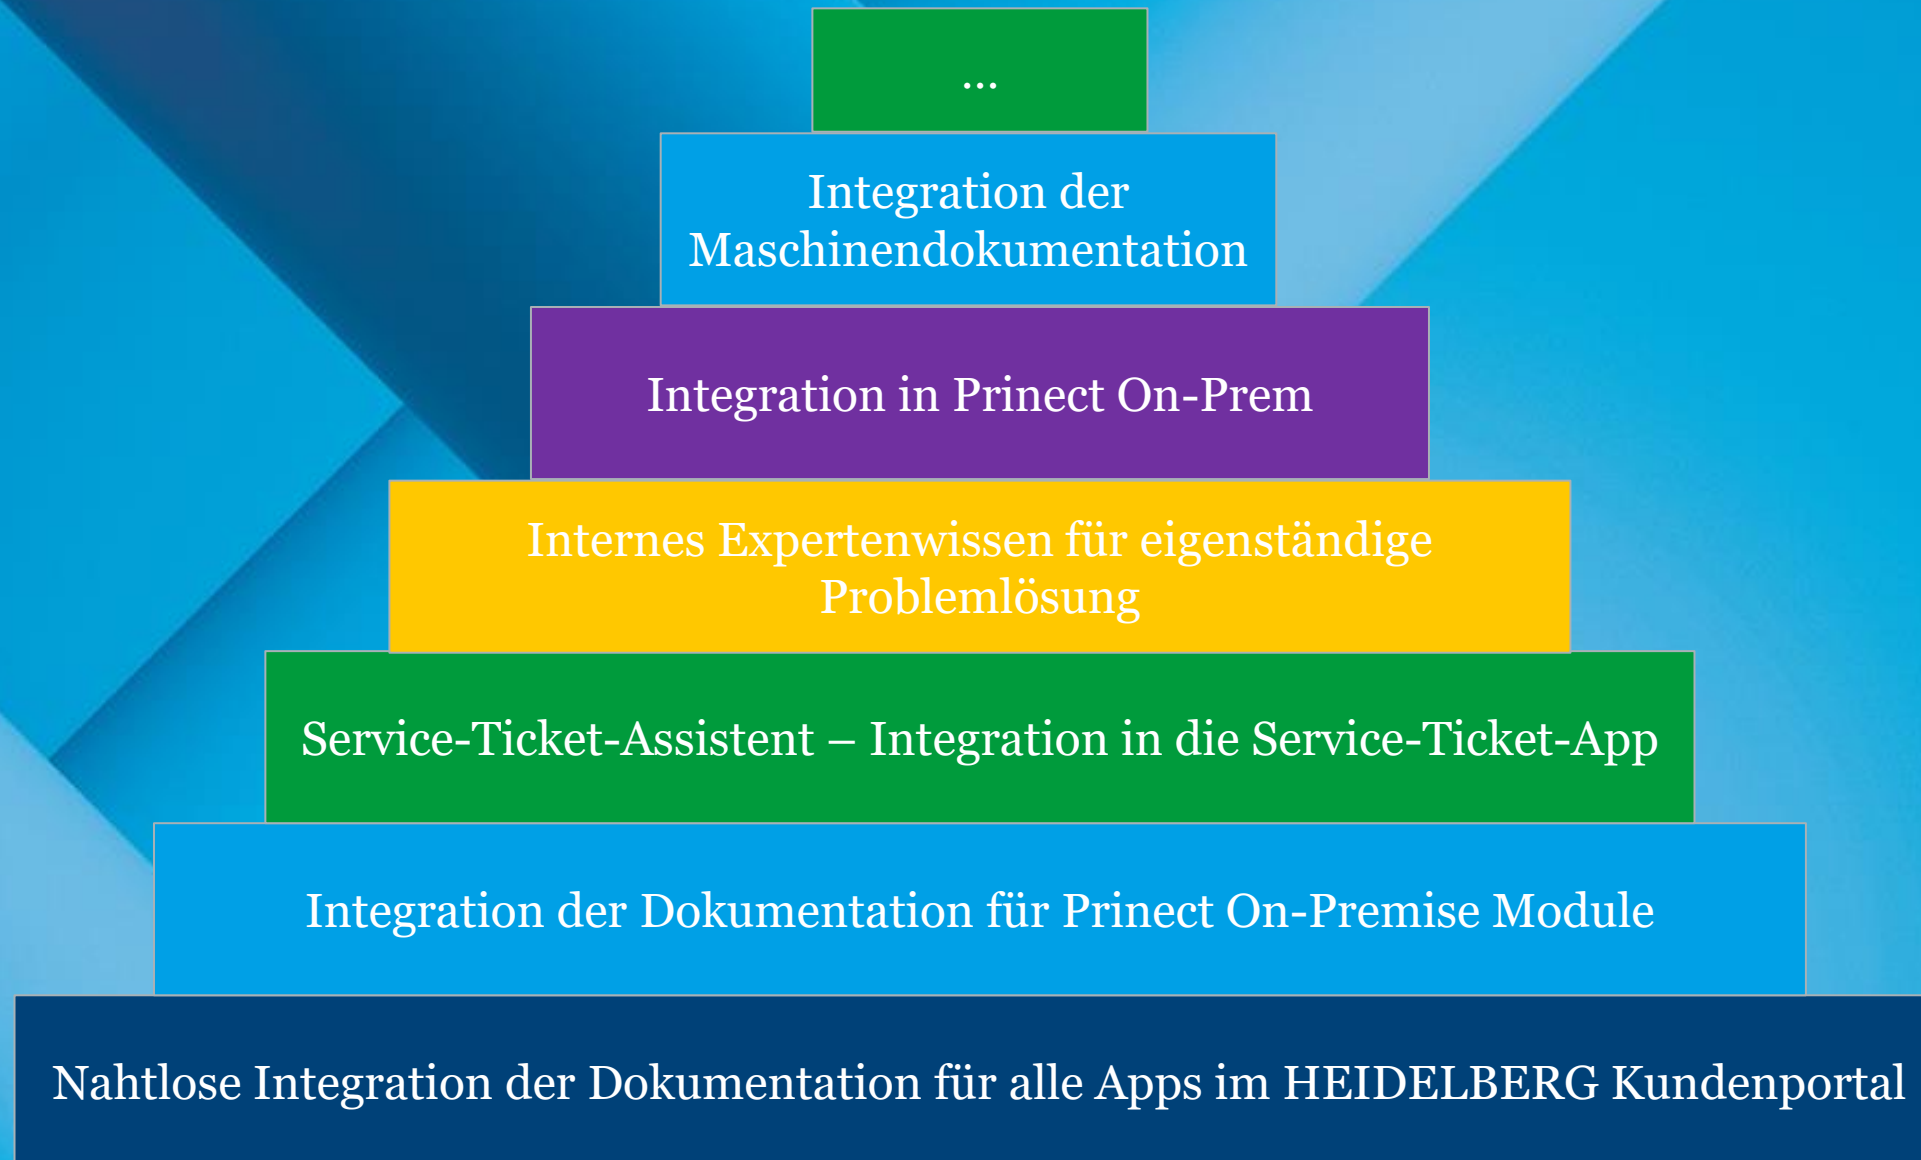 ...
Integration der
Maschinendokumentation
Integration in Prinect On-Prem
Internes Expertenwissen für eigenständige
Problemlösung
Service-Ticket-Assistent – Integration in die Service-Ticket-App
Integration der Dokumentation für Prinect On-Premise Module
Nahtlose Integration der Dokumentation für alle Apps im HEIDELBERG Kundenportal